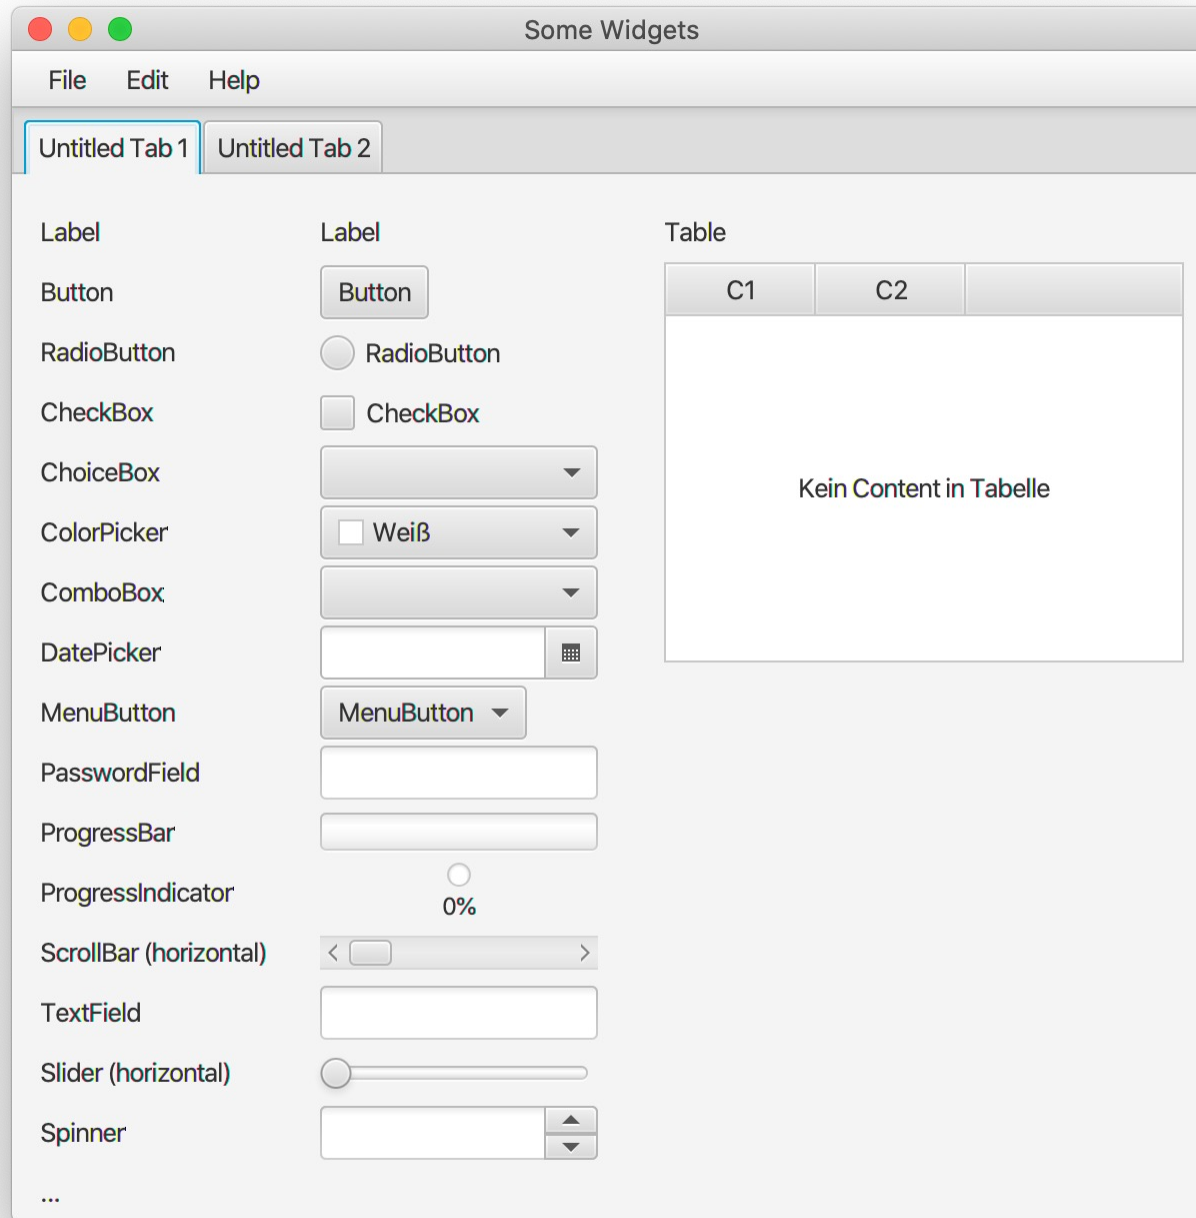 Some Widgets
File Edit Help
Untitled Tab 1 Untitled Tab 2
Label Label Table
Button Button C1 C2
RadioButton RadioButton
CheckBox CheckBox
ChoiceBox
Kein Content in Tabelle
ColorPicker Weiß
ComboBox
DatePicker
MenuButton MenuButton
PasswordField
ProgressBar
ProgressIndicator 0%
ScrollBar (horizontal)
TextField
Slider (horizontal)
Spinner
...